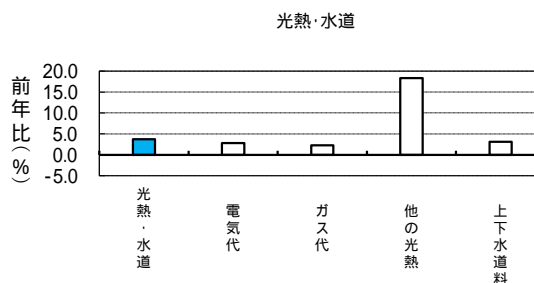 光熱・水道
前年比(%)
20.0
15.0
10.0
5.0
0.0
-5.0
光熱・水道
電気代
ガス代
他の光熱
上下水道料